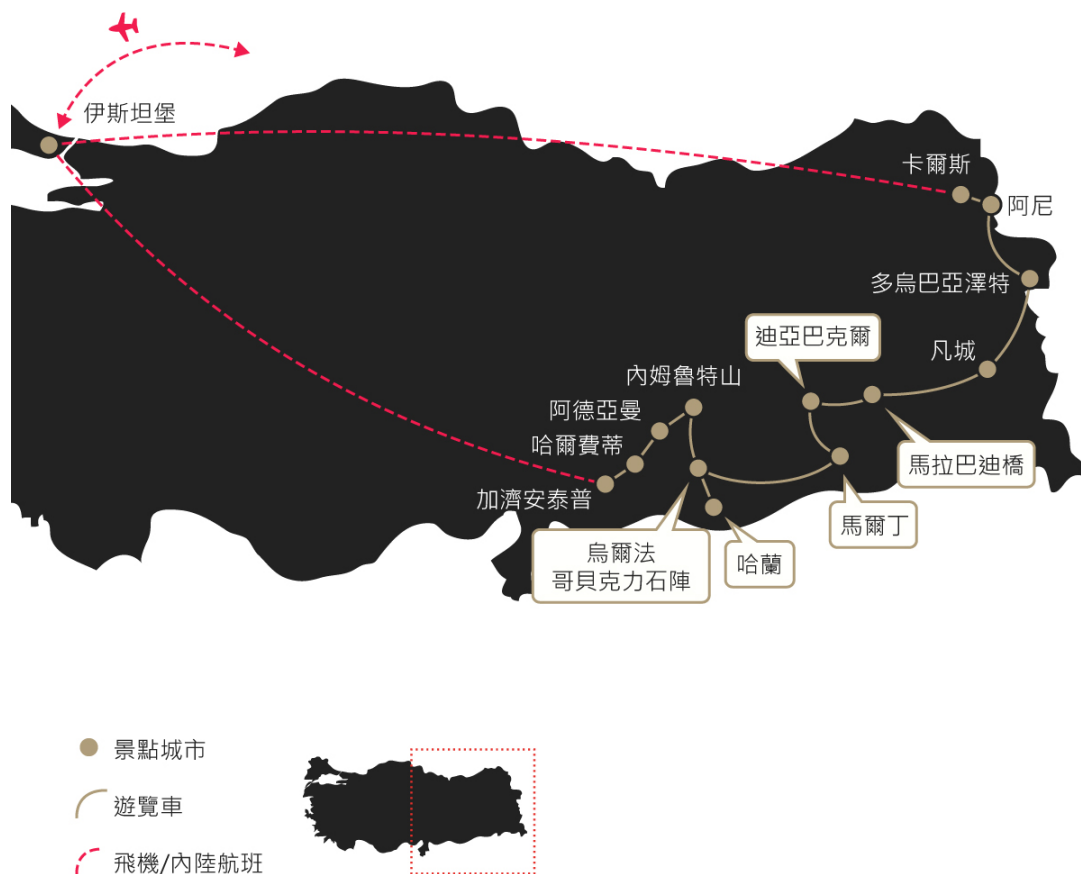 伊斯坦堡
卡爾斯
阿尼
多烏巴亞澤特
迪亞巴克爾
凡城
內姆魯特山
阿德亞曼
哈爾費蒂
馬拉巴迪橋
加濟安泰普
馬爾丁
烏爾法
哥貝克力石陣
哈蘭
景點城市
遊覽車
飛機/內陸航班